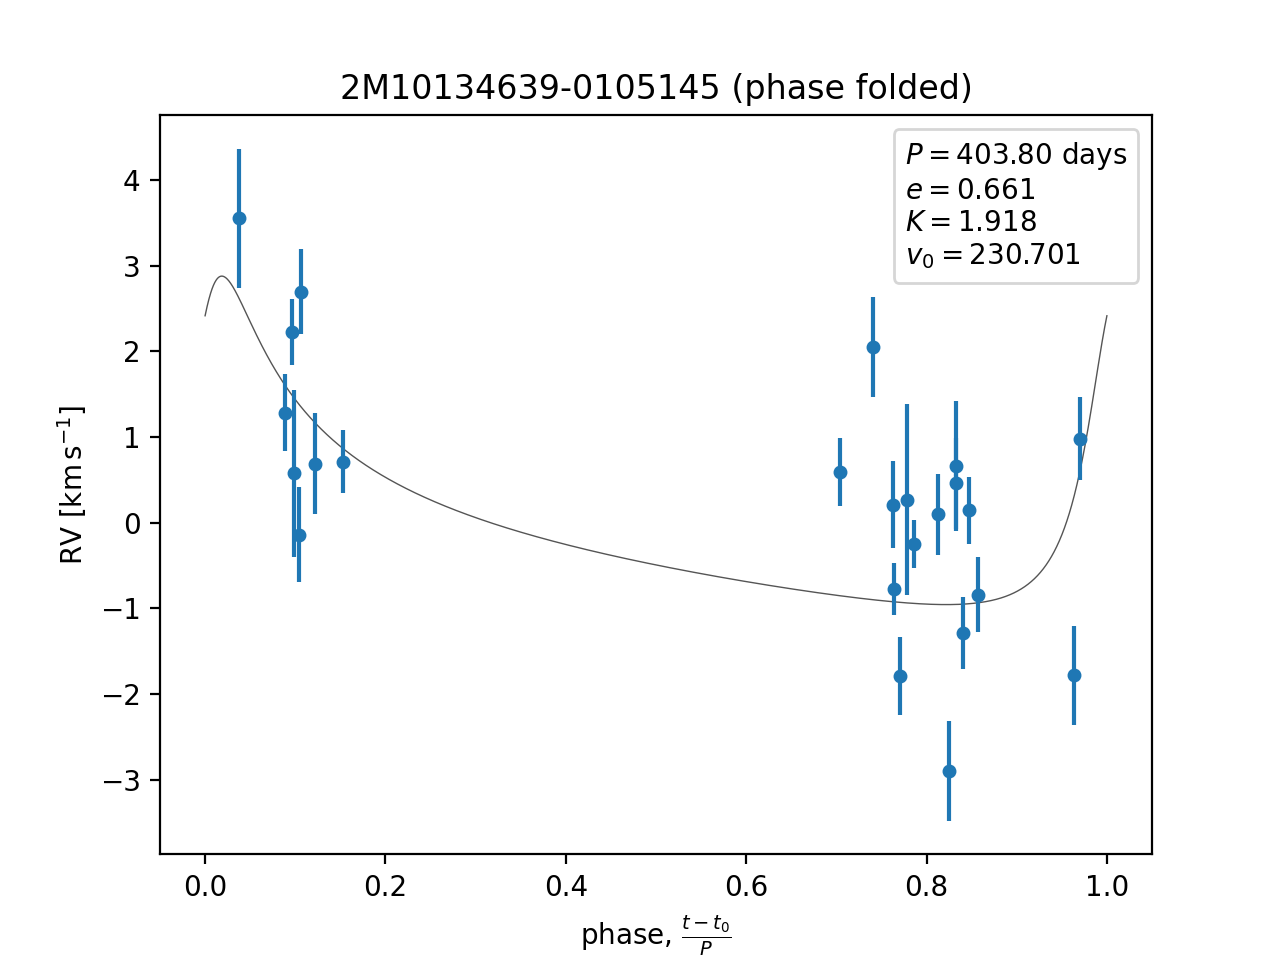 2M10134639-0105145 (phase folded)
P = 403.80 days
e = 0.661
K = 1.918
v₀ = 230.701
RV [km s⁻¹]
4
3
2
1
0
−1
−2
−3
0.0 0.2 0.4 0.6 0.8 1.0
phase, (t − t₀)/P